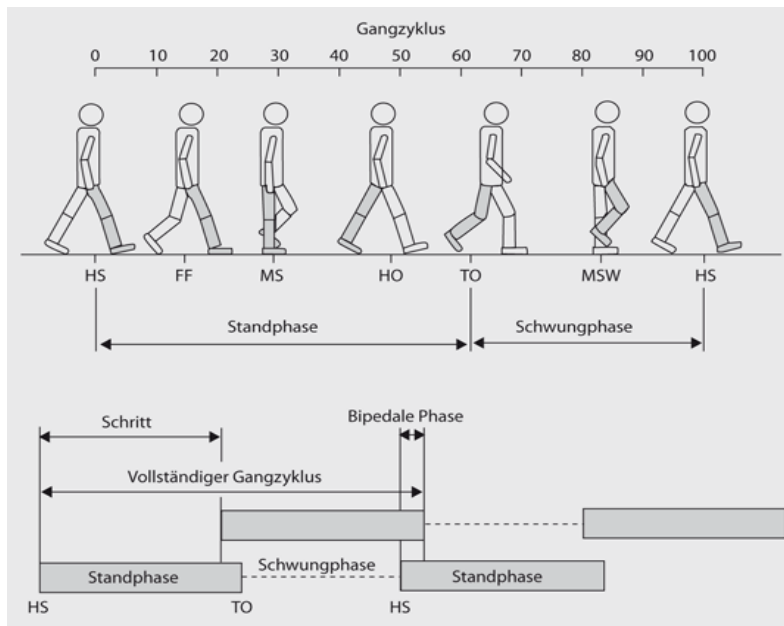 Gangzyklus
0 10 20 30 40 50 60 70 80 90 100
HS FF MS HO TO MSW HS
Standphase Schwungphase
Schritt Bipedale Phase
Vollständiger Gangzyklus
Standphase Schwungphase Standphase
HS TO HS